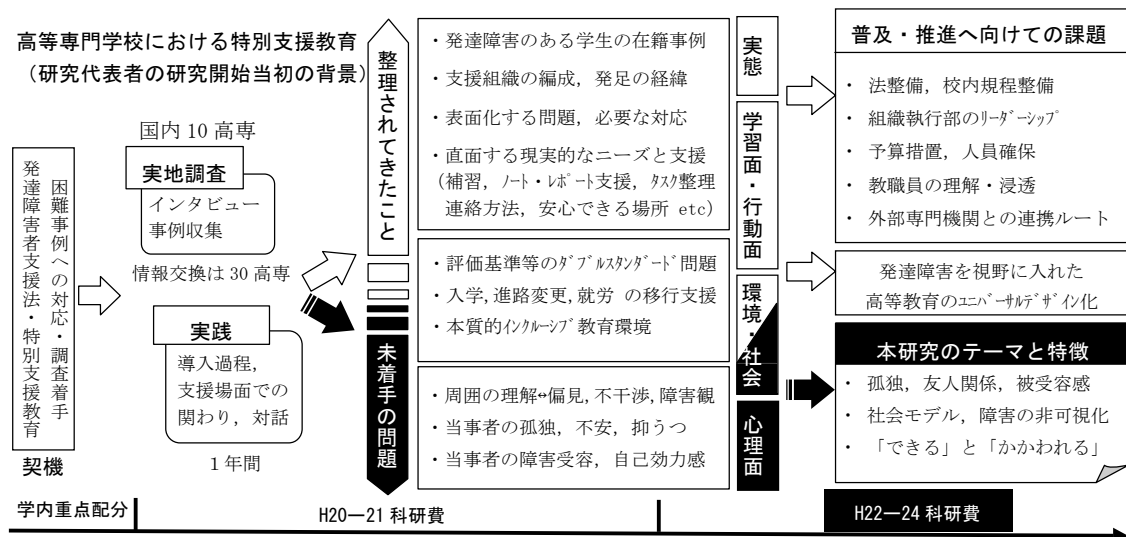 高等専門学校における特別支援教育
（研究代表者の研究開始当初の背景）
困難事例への対応・調査着手
発達障害者支援法・特別支援教育
契機
国内 10 高専
実地調査
インタビュー
事例収集
情報交換は 30 高専
実践
導入過程，
支援場面での
関わり，対話
1 年間
整理されてきたこと
未着手の問題
・発達障害のある学生の在籍事例
・支援組織の編成，発足の経緯
・表面化する問題，必要な対応
・直面する現実的なニーズと支援
（補習，ﾉｰﾄ・ﾚﾎﾟｰﾄ支援，ﾀｽｸ整理
連絡方法，安心できる場所 etc）
・評価基準等のﾀﾞﾌﾞﾙｽﾀﾝﾀﾞｰﾄﾞ問題
・入学,進路変更,就労 の移行支援
・本質的ｲﾝｸﾙｰｼﾌﾞ教育環境
・周囲の理解↔偏見,不干渉,障害観
・当事者の孤独，不安，抑うつ
・当事者の障害受容，自己効力感
実態
学習面・行動面
環境・社会
心理面
普及・推進へ向けての課題
・ 法整備，校内規程整備
・ 組織執行部のﾘｰﾀﾞｰｼｯﾌﾟ
・ 予算措置，人員確保
・ 教職員の理解・浸透
・ 外部専門機関との連携ルート
発達障害を視野に入れた
高等教育のﾕﾆﾊﾞｰｻﾙﾃﾞｻﾞｲﾝ化
本研究のテーマと特徴
・ 孤独，友人関係，被受容感
・ 社会モデル，障害の非可視化
・ 「できる」と「かかわれる」
学内重点配分
H20―21 科研費
H22―24 科研費